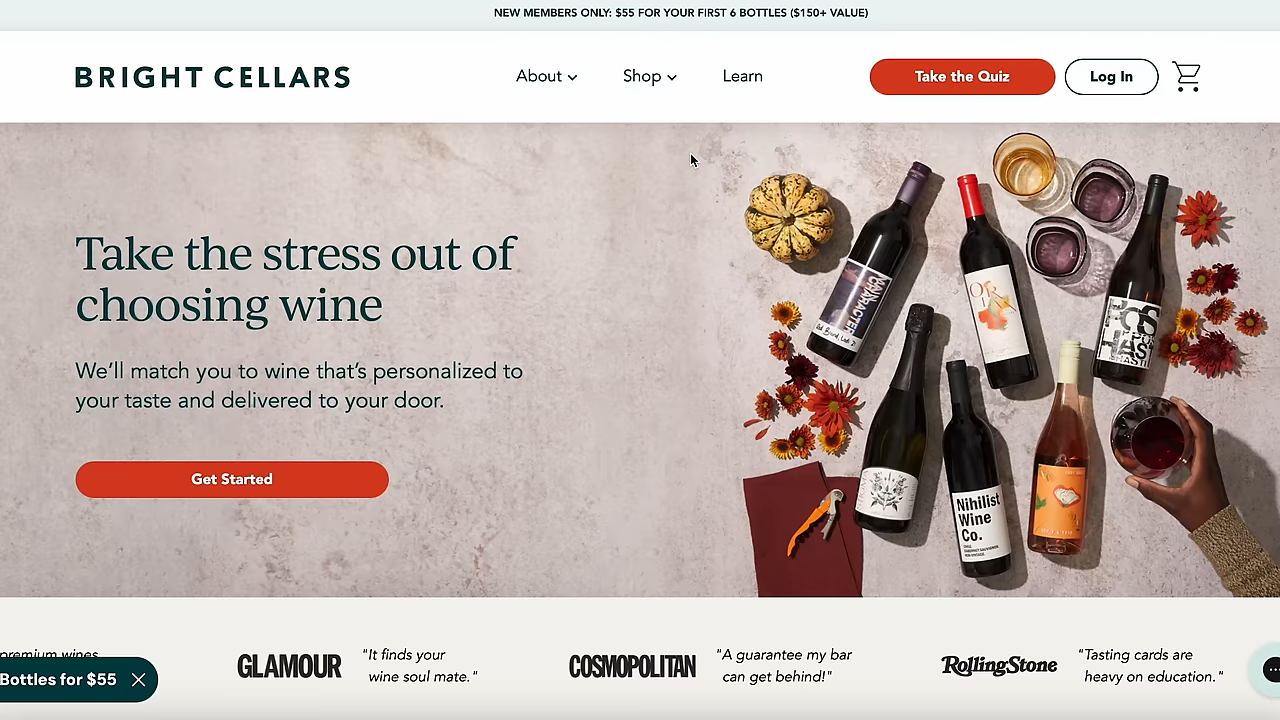 NEW MEMBERS ONLY: $55 FOR YOUR FIRST 6 BOTTLES ($150+ VALUE)
BRIGHT CELLARS
About
Shop
Learn
Take the Quiz
Log In
Take the stress out of
choosing wine
We'll match you to wine that's personalized to
your taste and delivered to your door.
Get Started
Nihilist
Wine
Co.
premium wines
Bottles for $55
GLAMOUR
"It finds your
wine soul mate."
COSMOPOLITAN
"A guarantee my bar
can get behind!"
RollingStone
"Tasting cards are
heavy on education."